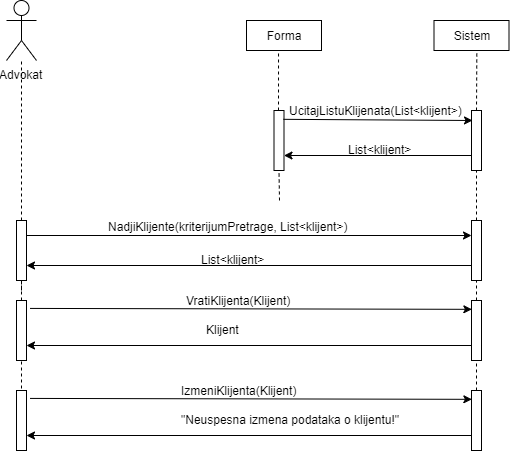 Forma
Sistem
Advokat
UcitajListuKlijenata(List<klijent>)
List<klijent>
NadjiKlijente(kriterijumPretrage, List<klijent>)
List<klijent>
VratiKlijenta(Klijent)
Klijent
IzmeniKlijenta(Klijent)
"Neuspesna izmena podataka o klijentu!"